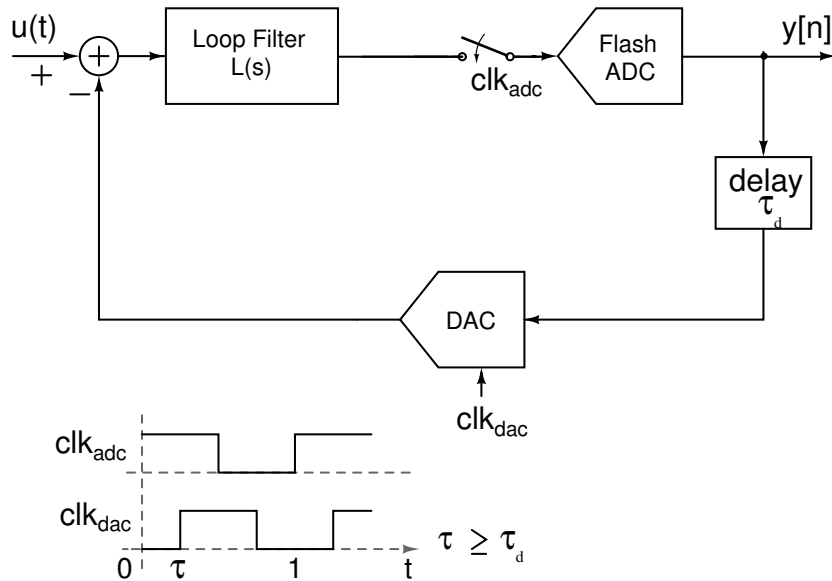 u(t)
+
+
−
Loop Filter
L(s)
clk_adc
Flash
ADC
y[n]
delay
τ_d
DAC
clk_dac
clk_adc
clk_dac
0 τ 1 t
τ ≥ τ_d